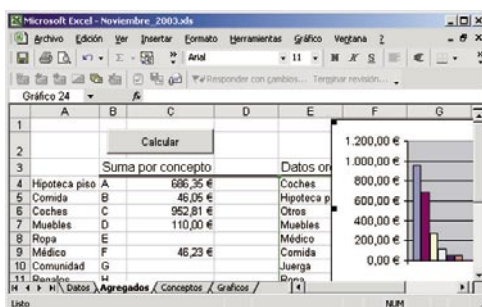 Microsoft Excel - Noviembre_2003.xls
Archivo Edición Ver Insertar Formato Herramientas Gráfico Ventana ?
Arial 11 N K S
Responder con cambios... Terminar revisión...
Gráfico 24 fx
A B C D E F G
1
2 Calcular
3 Suma por concepto Datos or
4 Hipoteca piso A 686,35 € Coches
5 Comida B 46,05 € Hipoteca p
6 Coches C 952,81 € Otros
7 Muebles D 110,00 € Muebles
8 Ropa E Médico
9 Médico F 46,23 € Comida
10 Comunidad G Juerga
11 Regalos H Ropa
1.200,00 €
1.000,00 €
800,00 €
600,00 €
400,00 €
200,00 €
0,00 €
Datos Agregados Conceptos Graficos
Listo NUM